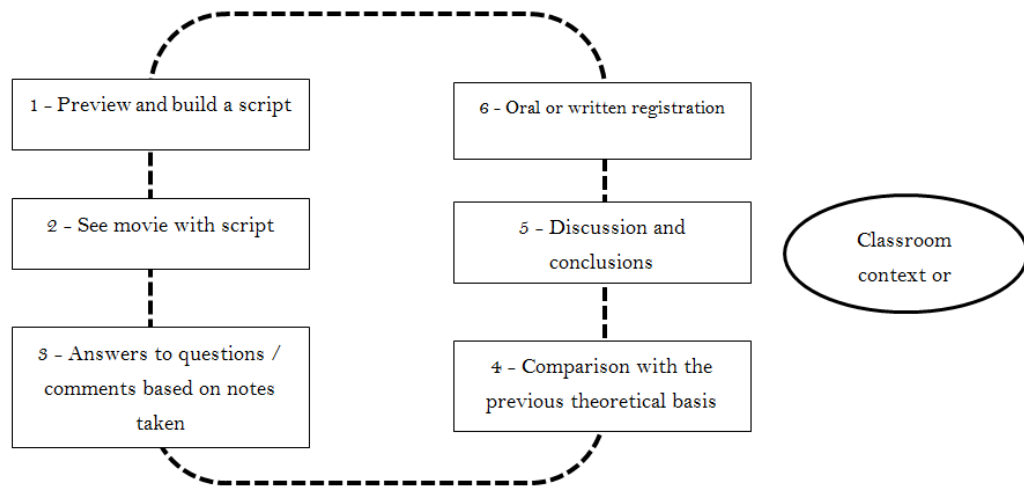 1 - Preview and build a script
2 - See movie with script
3 - Answers to questions /
comments based on notes
taken
4 - Comparison with the
previous theoretical basis
5 - Discussion and
conclusions
6 - Oral or written registration
Classroom
context or